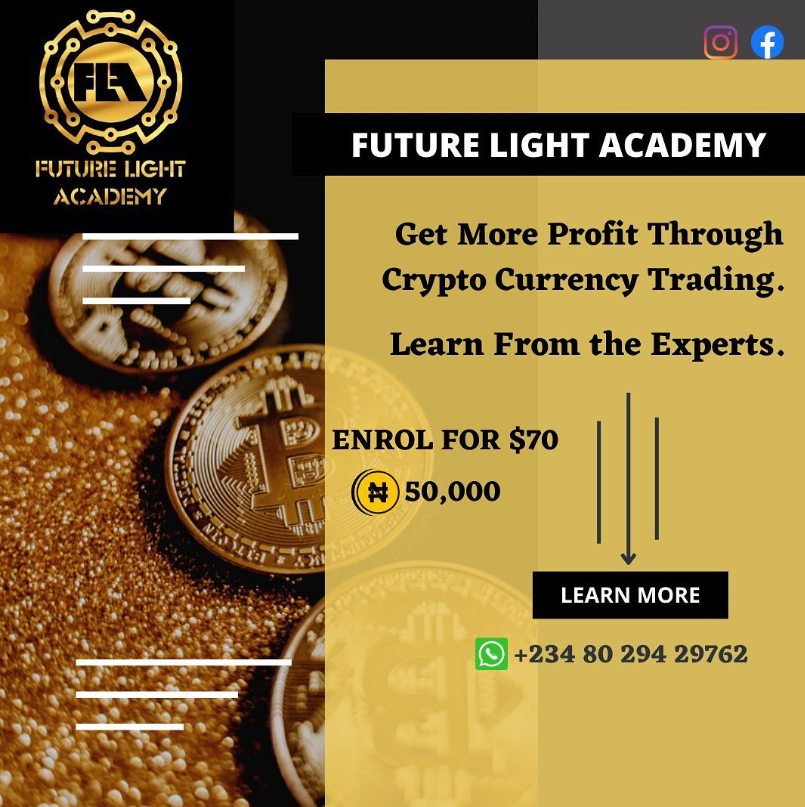 FLA
FUTURE LIGHT
ACADEMY
FUTURE LIGHT ACADEMY
Get More Profit Through
Crypto Currency Trading.
Learn From the Experts.
ENROL FOR $70
₦ 50,000
LEARN MORE
+234 80 294 29762